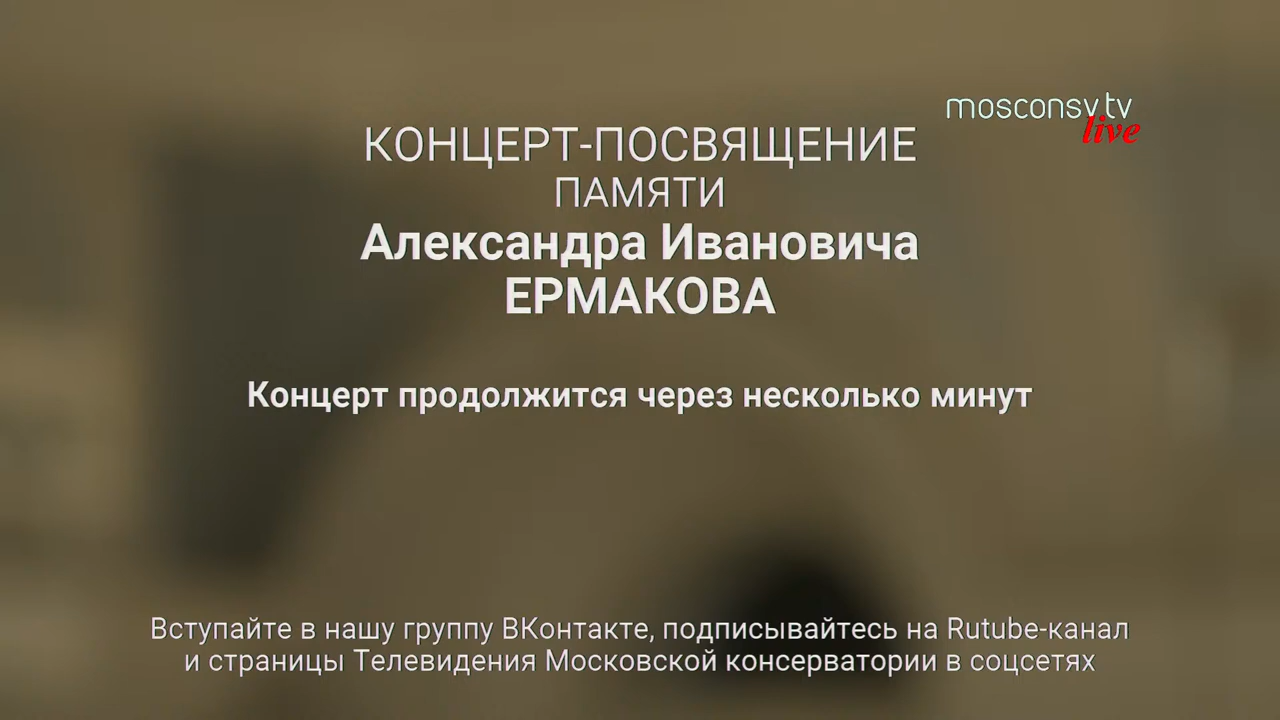 mosconsv.tv
live
КОНЦЕРТ-ПОСВЯЩЕНИЕ
ПАМЯТИ
Александра Ивановича
ЕРМАКОВА
Концерт продолжится через несколько минут
Вступайте в нашу группу ВКонтакте, подписывайтесь на Rutube-канал
и страницы Телевидения Московской консерватории в соцсетях